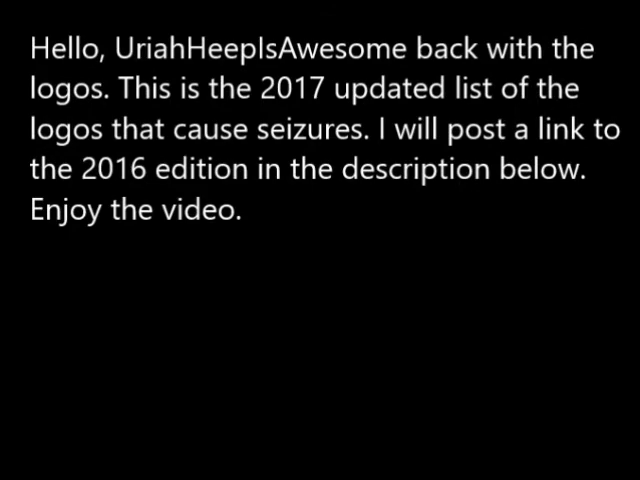 Hello, UriahHeepIsAwesome back with the
logos. This is the 2017 updated list of the
logos that cause seizures. I will post a link to
the 2016 edition in the description below.
Enjoy the video.